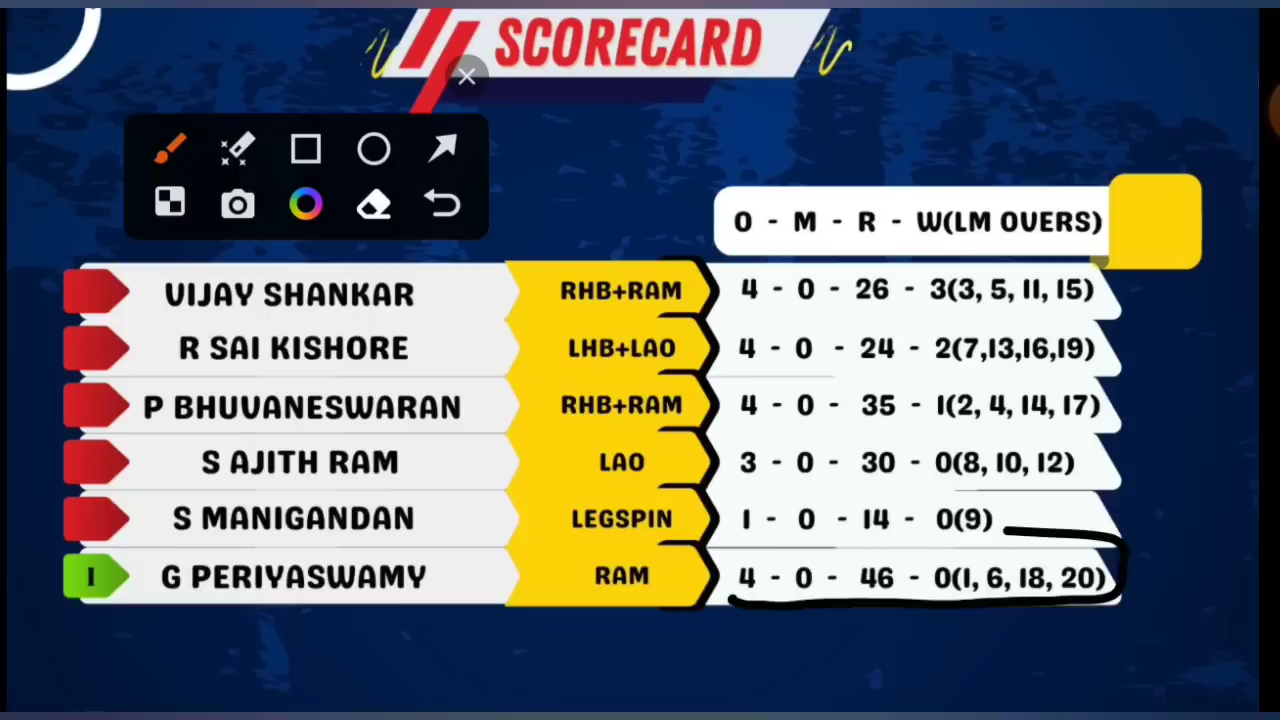 SCORECARD
O - M - R - W(LM OVERS)
VIJAY SHANKAR RHB+RAM 4 - 0 - 26 - 3(3, 5, 11, 15)
R SAI KISHORE LHB+LAO 4 - 0 - 24 - 2(7,13,16,19)
P BHUVANESWARAN RHB+RAM 4 - 0 - 35 - 1(2, 4, 14, 17)
S AJITH RAM LAO 3 - 0 - 30 - 0(8, 10, 12)
S MANIGANDAN LEGSPIN 1 - 0 - 14 - 0(9)
I G PERIYASWAMY RAM 4 - 0 - 46 - 0(1, 6, 18, 20)